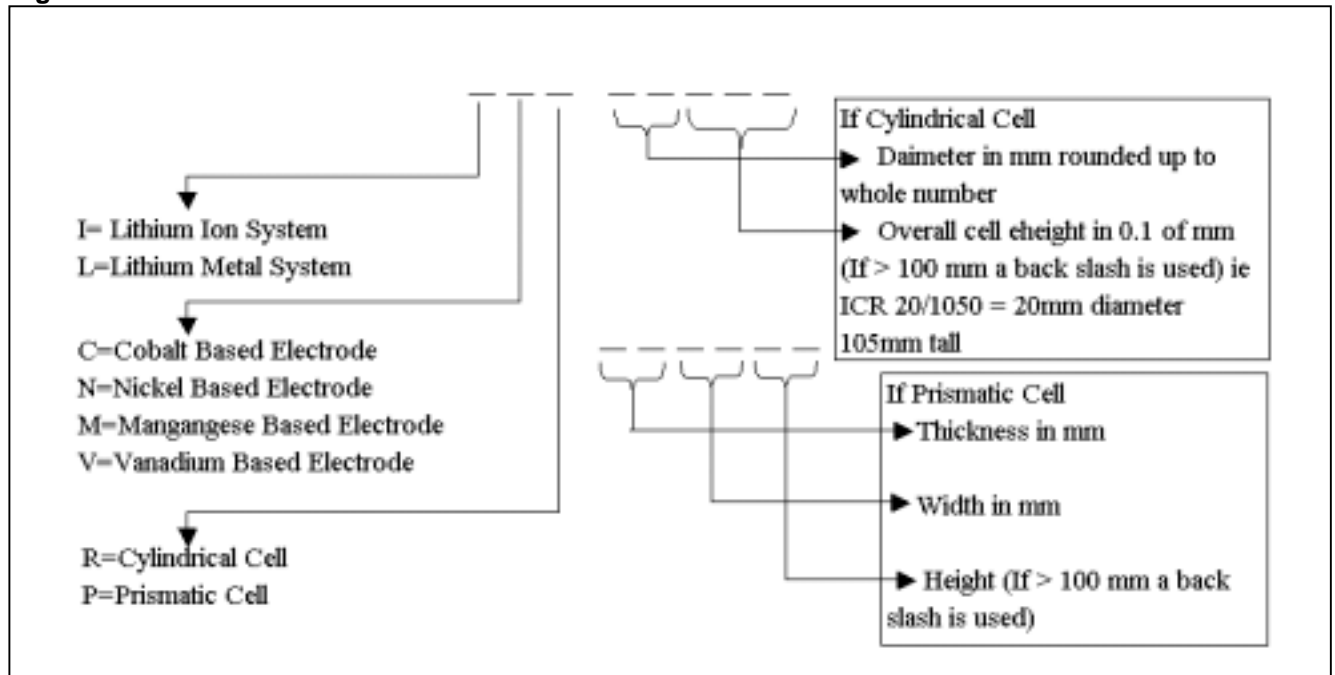 If Cylindrical Cell
Daimeter in mm rounded up to
whole number
Overall cell eheight in 0.1 of mm
(If > 100 mm a back slash is used) ie
ICR 20/1050 = 20mm diameter
105mm tall
I= Lithium Ion System
L=Lithium Metal System
C=Cobalt Based Electrode
N=Nickel Based Electrode
M=Mangangese Based Electrode
V=Vanadium Based Electrode
R=Cylindrical Cell
P=Prismatic Cell
If Prismatic Cell
Thickness in mm
Width in mm
Height (If > 100 mm a back
slash is used)